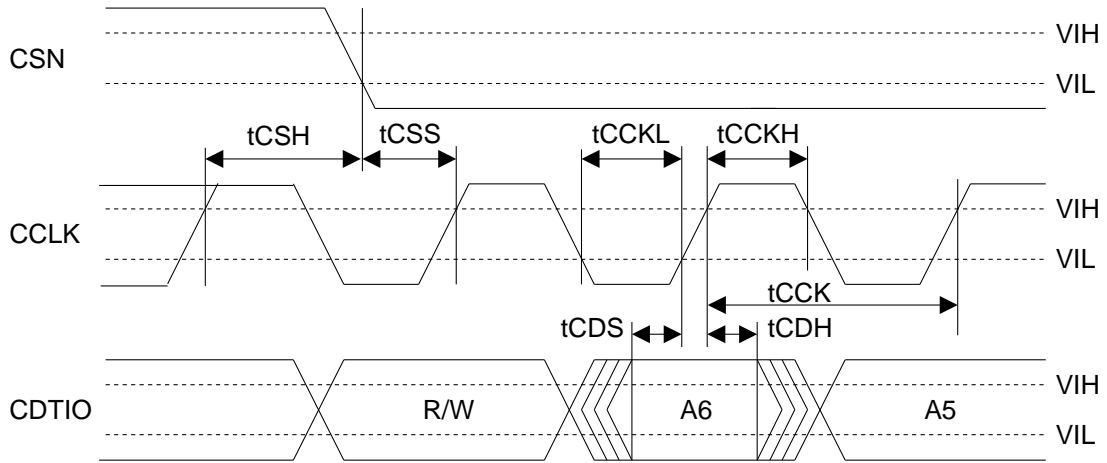 CSN
VIH
VIL
tCSH
tCSS
tCCKL
tCCKH
CCLK
VIH
VIL
tCCK
tCDS
tCDH
CDTIO
R/W
A6
A5
VIH
VIL